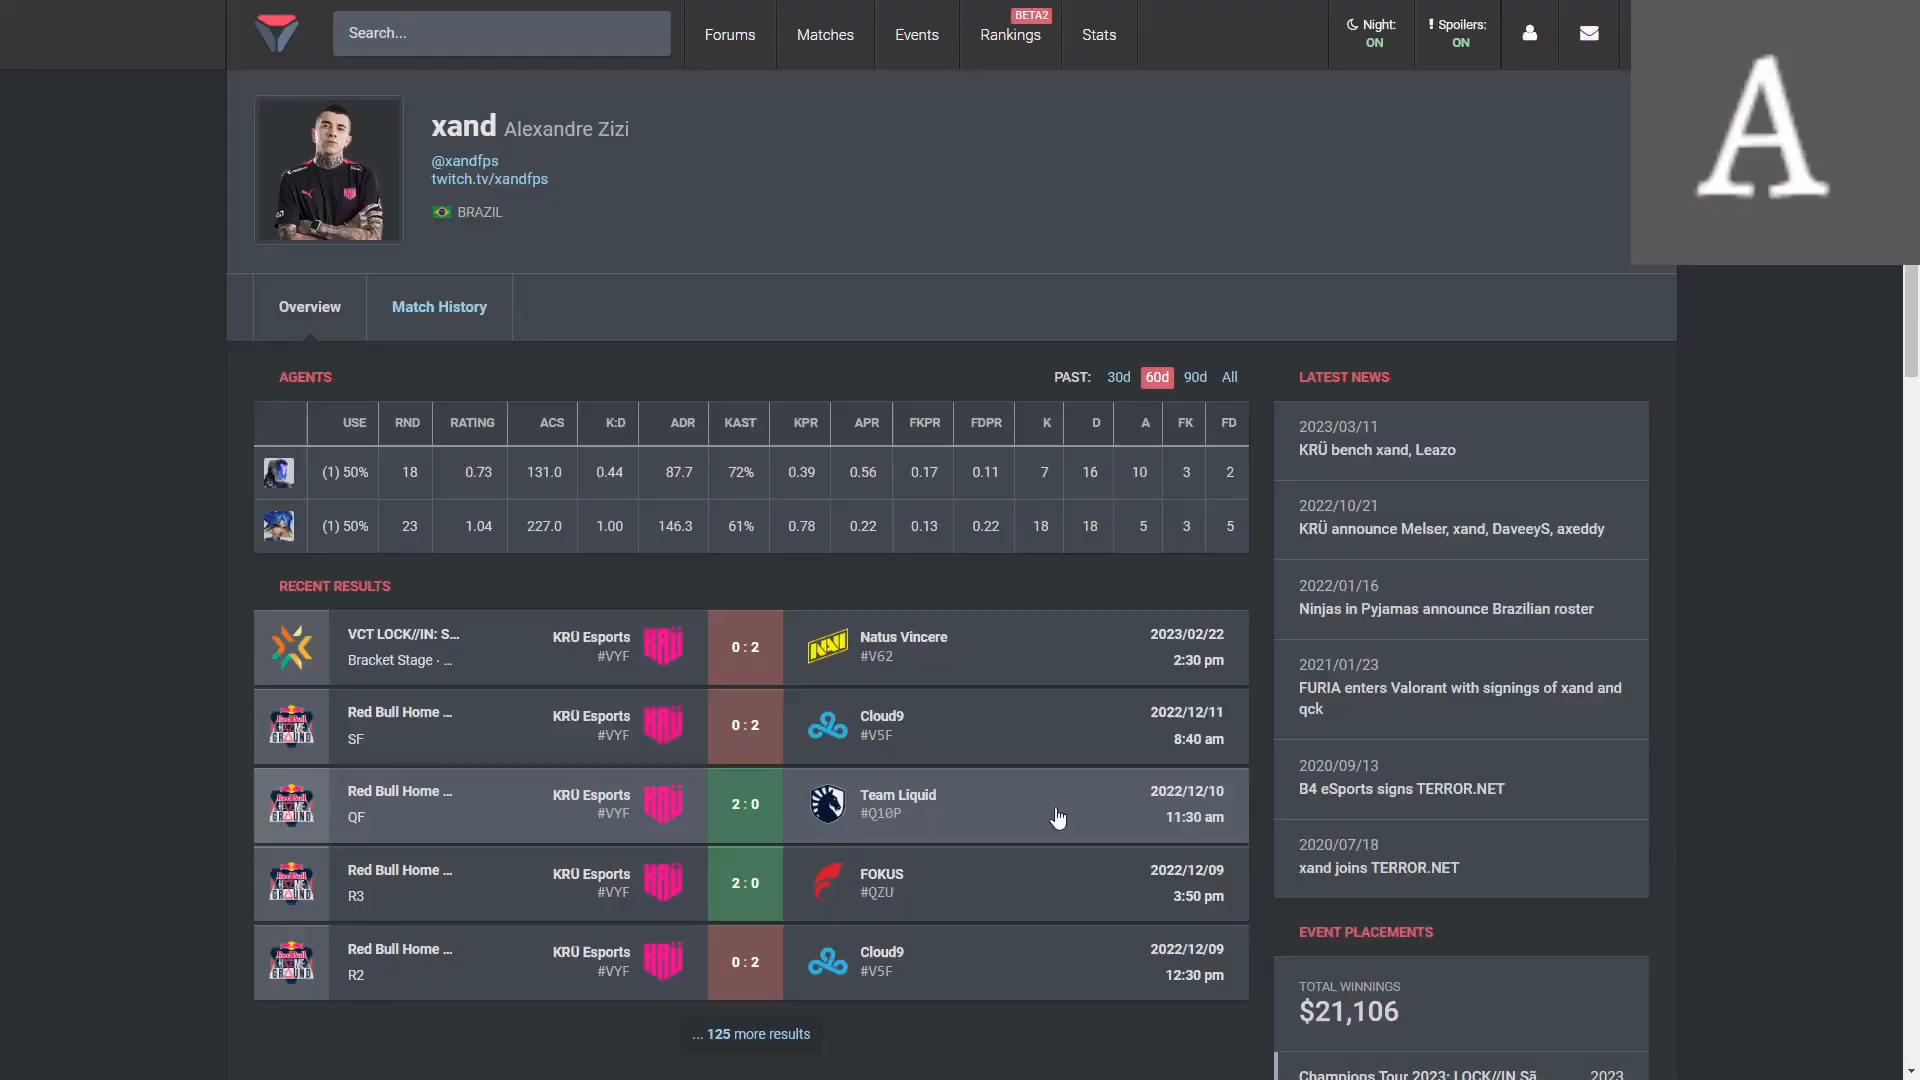 Search...
Forums
Matches
Events
BETA2
Rankings
Stats
Night:
ON
Spoilers:
ON
A
xand Alexandre Zizi
@xandfps
twitch.tv/xandfps
BRAZIL
Overview
Match History
AGENTS
PAST: 30d 60d 90d All
USE RND RATING ACS K:D ADR KAST KPR APR FKPR FDPR K D A FK FD
(1) 50% 18 0.73 131.0 0.44 87.7 72% 0.39 0.56 0.17 0.11 7 16 10 3 2
(1) 50% 23 1.04 227.0 1.00 146.3 61% 0.78 0.22 0.13 0.22 18 18 5 3 5
RECENT RESULTS
VCT LOCK//IN: S...
Bracket Stage · ...
KRÜ Esports
#VYF
KRÜ
0 : 2
Natus Vincere
#V62
2023/02/22
2:30 pm
Red Bull Home ...
SF
KRÜ Esports
#VYF
KRÜ
0 : 2
Cloud9
#V5F
2022/12/11
8:40 am
Red Bull Home ...
QF
KRÜ Esports
#VYF
KRÜ
2 : 0
Team Liquid
#Q10P
2022/12/10
11:30 am
Red Bull Home ...
R3
KRÜ Esports
#VYF
KRÜ
2 : 0
FOKUS
#QZU
2022/12/09
3:50 pm
Red Bull Home ...
R2
KRÜ Esports
#VYF
KRÜ
0 : 2
Cloud9
#V5F
2022/12/09
12:30 pm
... 125 more results
LATEST NEWS
2023/03/11
KRÜ bench xand, Leazo
2022/10/21
KRÜ announce Melser, xand, DaveeyS, axeddy
2022/01/16
Ninjas in Pyjamas announce Brazilian roster
2021/01/23
FURIA enters Valorant with signings of xand and
qck
2020/09/13
B4 eSports signs TERROR.NET
2020/07/18
xand joins TERROR.NET
EVENT PLACEMENTS
TOTAL WINNINGS
$21,106
Champions Tour 2023: LOCK//IN Sã... 2023